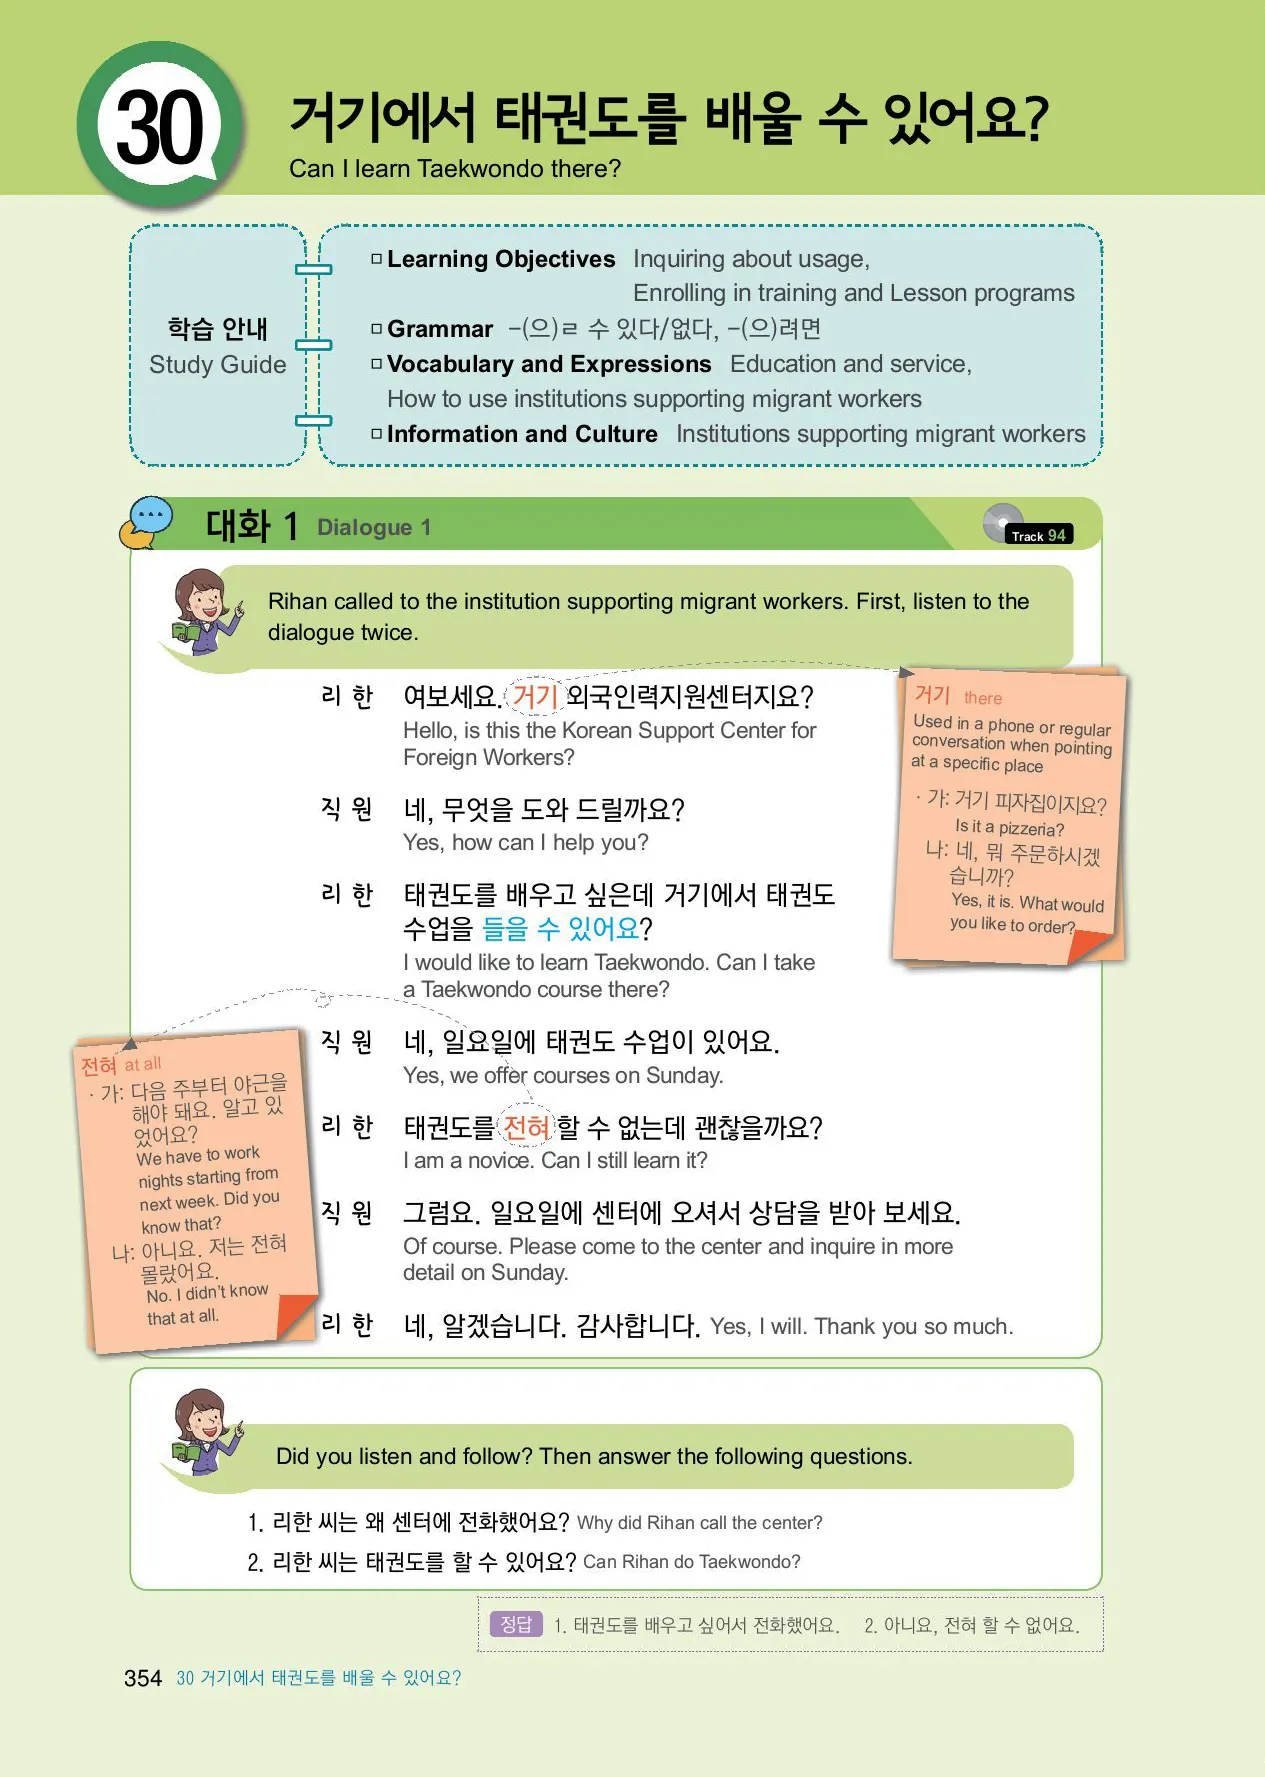 30
거기에서 태권도를 배울 수 있어요?
Can I learn Taekwondo there?
학습 안내
Study Guide
Learning Objectives Inquiring about usage,
Enrolling in training and Lesson programs
Grammar -(으)ㄹ 수 있다/없다, -(으)려면
Vocabulary and Expressions Education and service,
How to use institutions supporting migrant workers
Information and Culture Institutions supporting migrant workers
대화 1 Dialogue 1
Track 94
Rihan called to the institution supporting migrant workers. First, listen to the
dialogue twice.
리 한 여보세요. 거기 외국인력지원센터지요?
Hello, is this the Korean Support Center for
Foreign Workers?
직 원 네, 무엇을 도와 드릴까요?
Yes, how can I help you?
리 한 태권도를 배우고 싶은데 거기에서 태권도
수업을 들을 수 있어요?
I would like to learn Taekwondo. Can I take
a Taekwondo course there?
직 원 네, 일요일에 태권도 수업이 있어요.
Yes, we offer courses on Sunday.
리 한 태권도를 전혀 할 수 없는데 괜찮을까요?
I am a novice. Can I still learn it?
직 원 그럼요. 일요일에 센터에 오셔서 상담을 받아 보세요.
Of course. Please come to the center and inquire in more
detail on Sunday.
리 한 네, 알겠습니다. 감사합니다. Yes, I will. Thank you so much.
거기 there
Used in a phone or regular
conversation when pointing
at a specific place
· 가: 거기 피자집이지요?
Is it a pizzeria?
나: 네, 뭐 주문하시겠
습니까?
Yes, it is. What would
you like to order?
전혀 at all
· 가: 다음 주부터 야근을
해야 돼요. 알고 있
었어요?
We have to work
nights starting from
next week. Did you
know that?
나: 아니요. 저는 전혀
몰랐어요.
No. I didn't know
that at all.
Did you listen and follow? Then answer the following questions.
1. 리한 씨는 왜 센터에 전화했어요? Why did Rihan call the center?
2. 리한 씨는 태권도를 할 수 있어요? Can Rihan do Taekwondo?
정답 1. 태권도를 배우고 싶어서 전화했어요. 2. 아니요, 전혀 할 수 없어요.
354 30 거기에서 태권도를 배울 수 있어요?